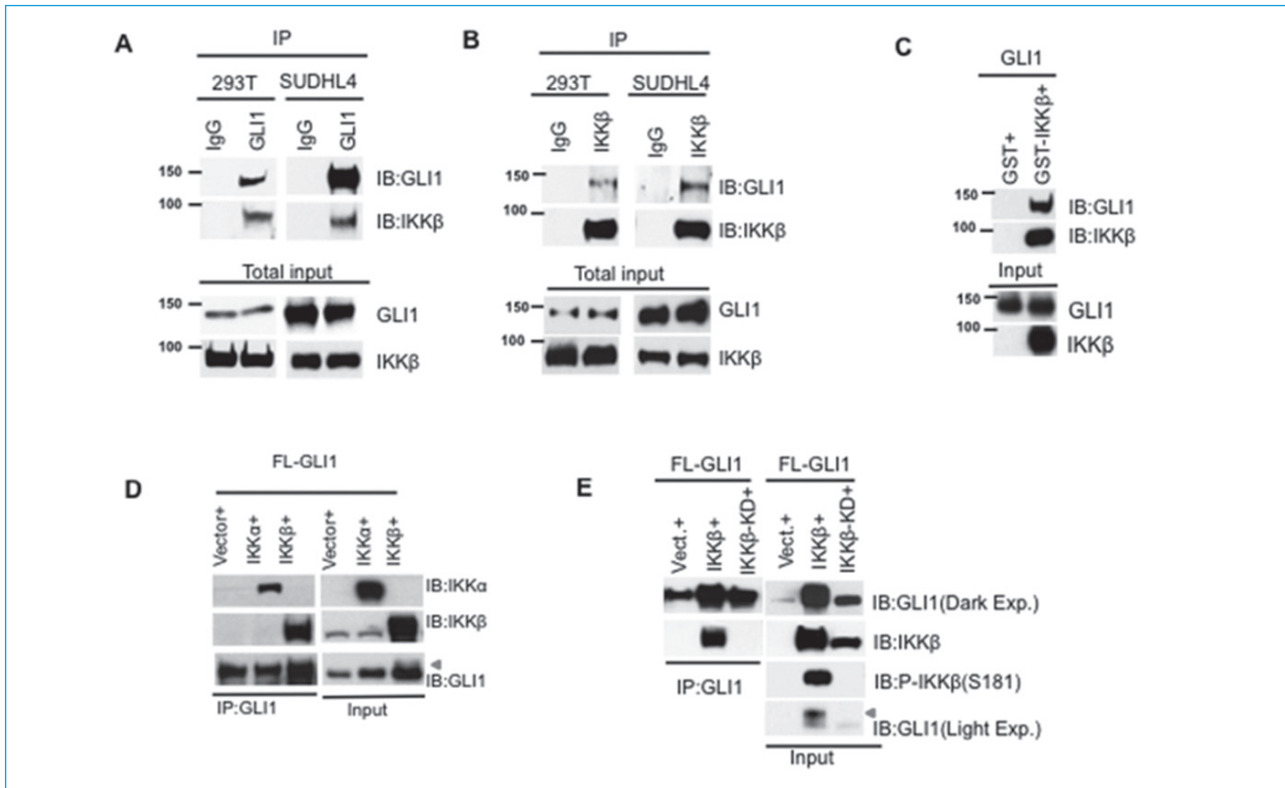 A
IP
293T SUDHL4
IgG GLI1 IgG GLI1
150 IB:GLI1
100 IB:IKKβ
Total input
150 GLI1
100 IKKβ
B
IP
293T SUDHL4
IgG IKKβ IgG IKKβ
150 IB:GLI1
100 IB:IKKβ
Total input
150 GLI1
100 IKKβ
C
GLI1
GST+ GST-IKKβ+
150 IB:GLI1
100 IB:IKKβ
Input
150 GLI1
100 IKKβ
D
FL-GLI1
Vector+ IKKα+ IKKβ+ Vector+ IKKα+ IKKβ+
IB:IKKα
IB:IKKβ
IB:GLI1
IP:GLI1 Input
E
FL-GLI1 FL-GLI1
Vect.+ IKKβ+ IKKβ-KD+ Vect.+ IKKβ+ IKKβ-KD+
IB:GLI1(Dark Exp.)
IB:IKKβ
IP:GLI1
IB:P-IKKβ(S181)
IB:GLI1(Light Exp.)
Input